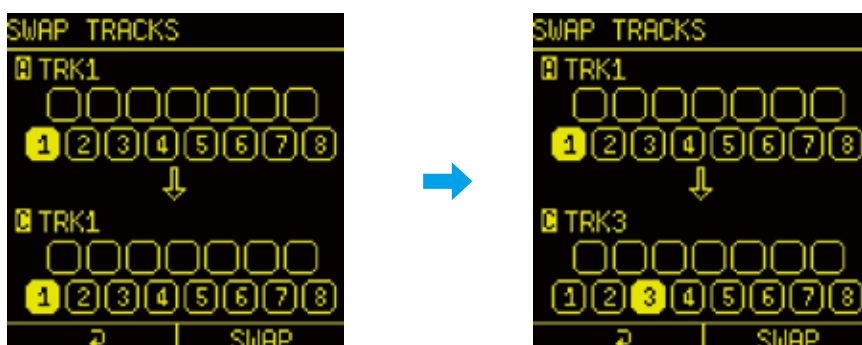 SWAP TRACKS
A TRK1
1 2 3 4 5 6 7 8
C TRK1
1 2 3 4 5 6 7 8
SWAP
SWAP TRACKS
A TRK1
1 2 3 4 5 6 7 8
C TRK3
1 2 3 4 5 6 7 8
SWAP